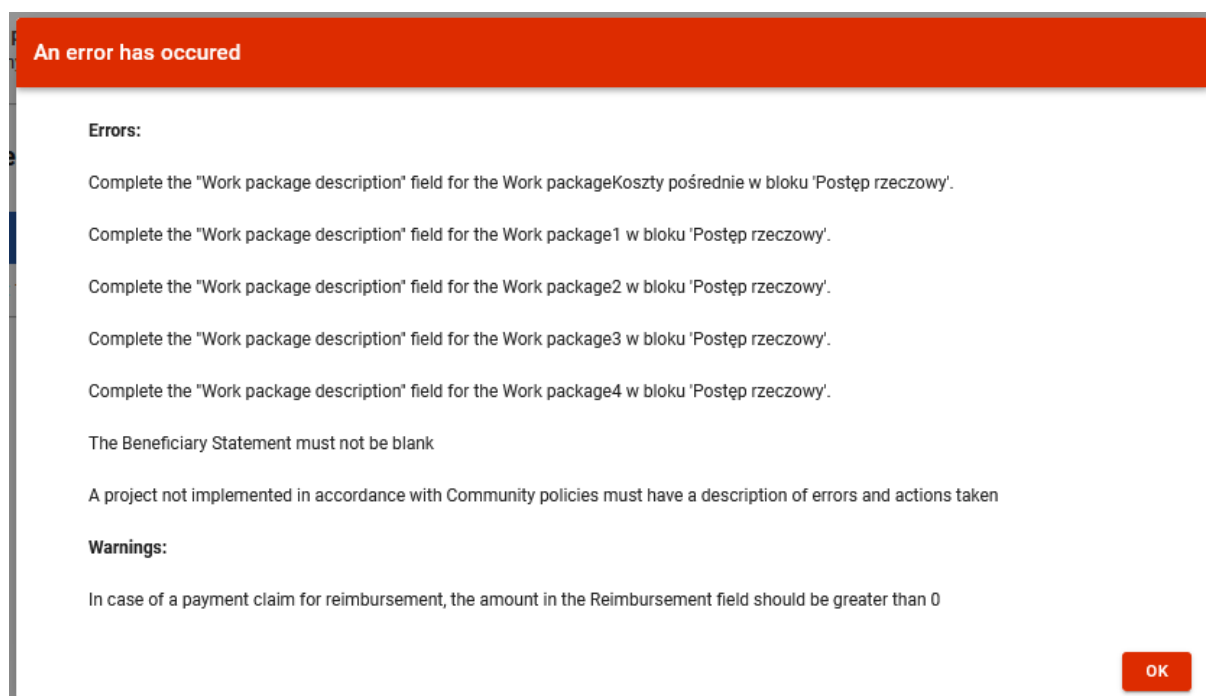 An error has occured
Errors:
Complete the "Work package description" field for the Work packageKoszty pośrednie w bloku 'Postęp rzeczowy'.
Complete the "Work package description" field for the Work package1 w bloku 'Postęp rzeczowy'.
Complete the "Work package description" field for the Work package2 w bloku 'Postęp rzeczowy'.
Complete the "Work package description" field for the Work package3 w bloku 'Postęp rzeczowy'.
Complete the "Work package description" field for the Work package4 w bloku 'Postęp rzeczowy'.
The Beneficiary Statement must not be blank
A project not implemented in accordance with Community policies must have a description of errors and actions taken
Warnings:
In case of a payment claim for reimbursement, the amount in the Reimbursement field should be greater than 0
OK